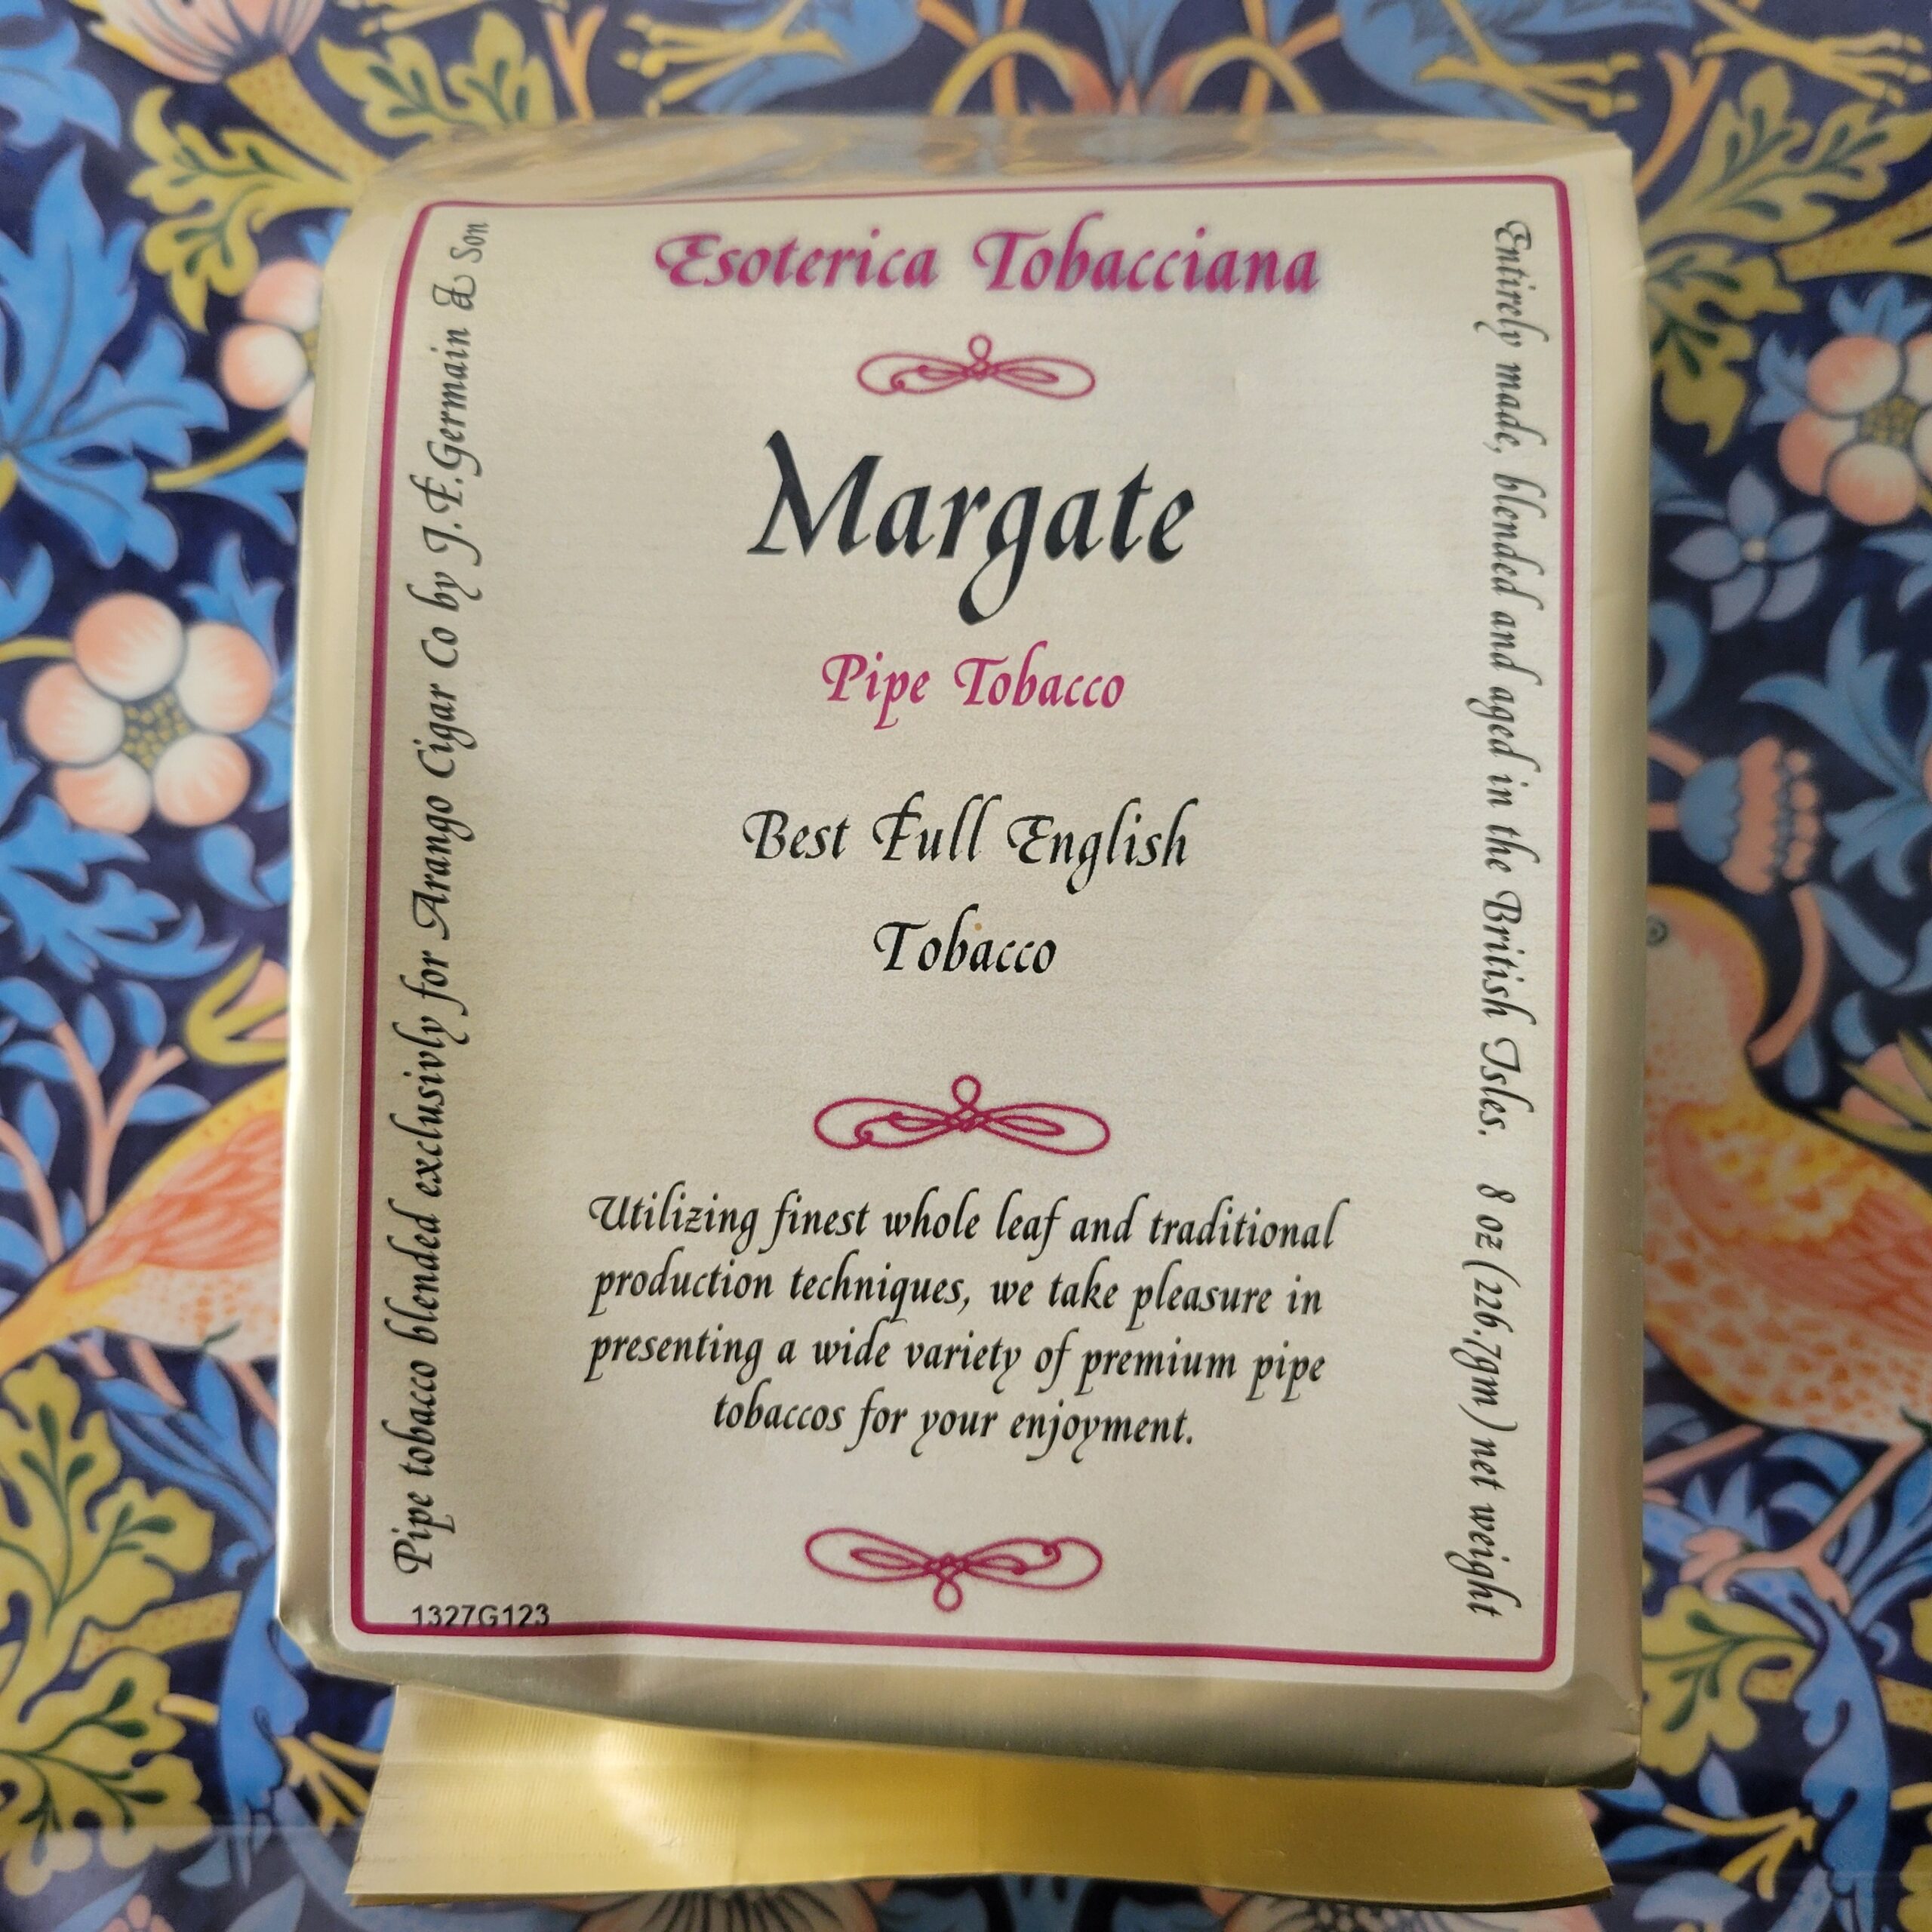 Esoterica Tobacciana
Margate
Pipe Tobacco
Best Full English
Tobacco
Utilizing finest whole leaf and traditional
production techniques, we take pleasure in
presenting a wide variety of premium pipe
tobaccos for your enjoyment.
Pipe tobacco blended exclusivly for Arango Cigar Co by J.F.Germain & Son
Entirely made, blended and aged in the British Isles. 8 oz (226.7gm) net weight
1327G123